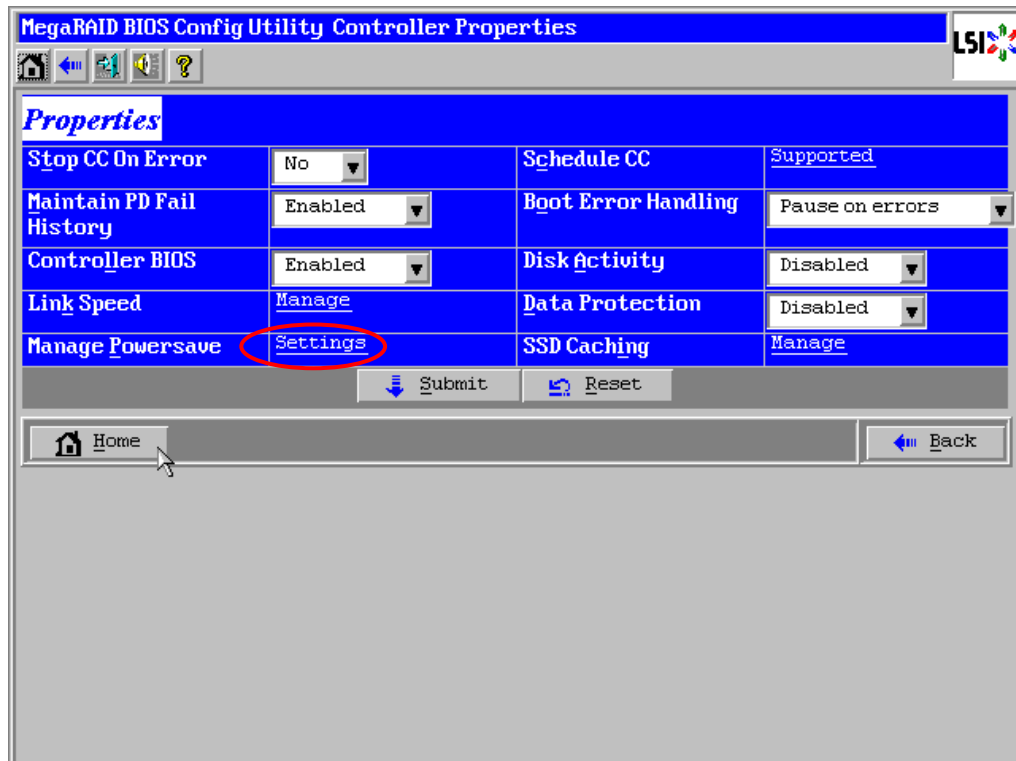 MegaRAID BIOS Config Utility Controller Properties
LSI
?
Properties
Stop CC On Error No Schedule CC Supported
Maintain PD Fail History Enabled Boot Error Handling Pause on errors
Controller BIOS Enabled Disk Activity Disabled
Link Speed Manage Data Protection Disabled
Manage Powersave Settings SSD Caching Manage
Submit Reset
Home Back